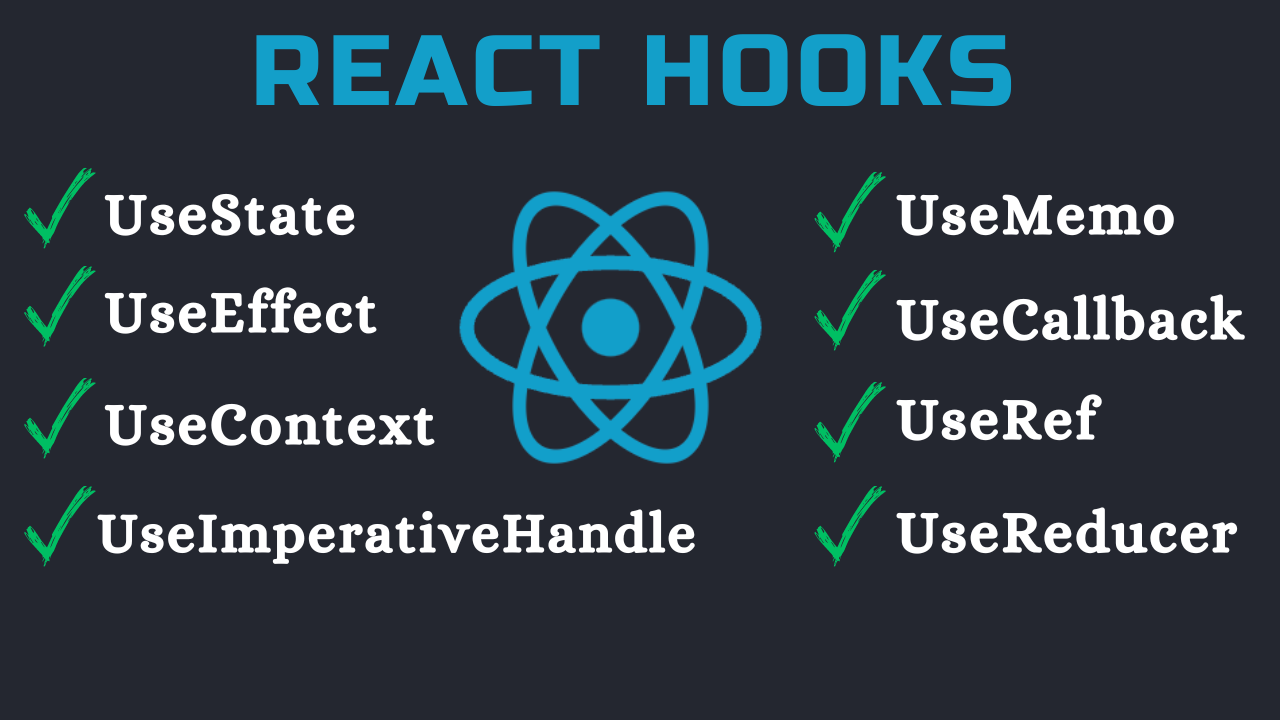 REACT HOOKS
UseState
UseEffect
UseContext
UseImperativeHandle
UseMemo
UseCallback
UseRef
UseReducer